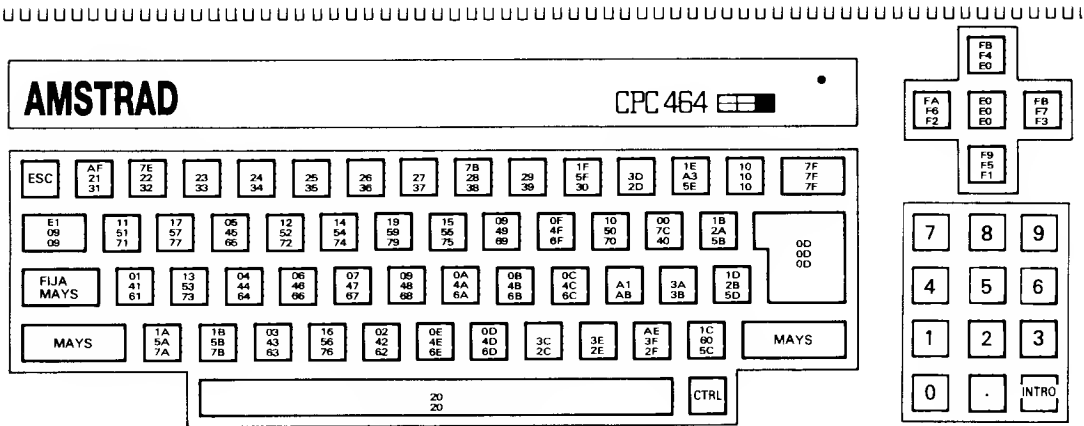 FB
F4
E0
AMSTRAD CPC 464
FA E0 FB
F6 E0 F7
F2 E0 F3
F9
F5
F1
ESC AF 7E 7B 1F 1E 10 7F
21 22 23 24 25 26 27 28 29 5F 3D A3 10 7F
31 32 33 34 35 36 37 38 39 30 2D 5E 10 7F
E1 11 17 05 12 14 19 15 09 0F 10 00 1B
09 51 57 45 52 54 59 55 49 4F 50 7C 2A
09 71 77 65 72 74 79 75 69 6F 70 40 5B
0D
0D
0D
7 8 9
FIJA MAYS
01 13 04 06 07 09 0A 0B 0C 1D
41 53 44 46 47 48 4A 4B 4C A1 3A 2B
61 73 64 66 67 68 6A 6B 6C AB 3B 5D
4 5 6
MAYS 1A 1B 03 16 02 0E 0D AE 1C MAYS
5A 5B 43 56 42 4E 4D 3C 3E 3F 60
7A 7B 63 76 62 6E 6D 2C 2E 2F 5C
1 2 3
20
20
CTRL
0 . INTRO